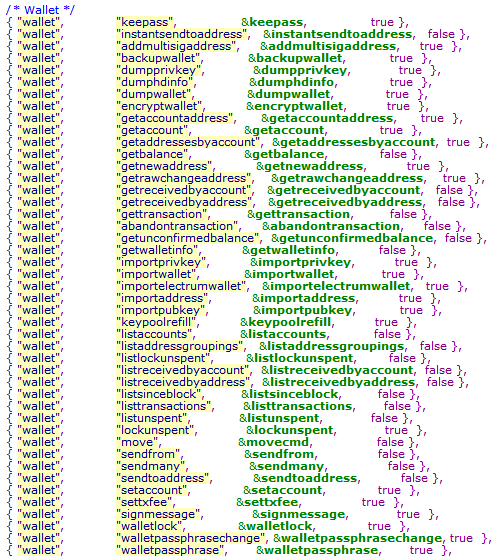 /* Wallet */
{ "wallet", "keepass", &keepass, true },
{ "wallet", "instantsendtoaddress", &instantsendtoaddress, false },
{ "wallet", "addmultisigaddress", &addmultisigaddress, true },
{ "wallet", "backupwallet", &backupwallet, true },
{ "wallet", "dumpprivkey", &dumpprivkey, true },
{ "wallet", "dumphdinfo", &dumphdinfo, true },
{ "wallet", "dumpwallet", &dumpwallet, true },
{ "wallet", "encryptwallet", &encryptwallet, true },
{ "wallet", "getaccountaddress", &getaccountaddress, true },
{ "wallet", "getaccount", &getaccount, true },
{ "wallet", "getaddressesbyaccount", &getaddressesbyaccount, true },
{ "wallet", "getbalance", &getbalance, false },
{ "wallet", "getnewaddress", &getnewaddress, true },
{ "wallet", "getrawchangeaddress", &getrawchangeaddress, true },
{ "wallet", "getreceivedbyaccount", &getreceivedbyaccount, false },
{ "wallet", "getreceivedbyaddress", &getreceivedbyaddress, false },
{ "wallet", "gettransaction", &gettransaction, false },
{ "wallet", "abandontransaction", &abandontransaction, false },
{ "wallet", "getunconfirmedbalance", &getunconfirmedbalance, false },
{ "wallet", "getwalletinfo", &getwalletinfo, false },
{ "wallet", "importprivkey", &importprivkey, true },
{ "wallet", "importwallet", &importwallet, true },
{ "wallet", "importelectrumwallet", &importelectrumwallet, true },
{ "wallet", "importaddress", &importaddress, true },
{ "wallet", "importpubkey", &importpubkey, true },
{ "wallet", "keypoolrefill", &keypoolrefill, true },
{ "wallet", "listaccounts", &listaccounts, false },
{ "wallet", "listaddressgroupings", &listaddressgroupings, false },
{ "wallet", "listlockunspent", &listlockunspent, false },
{ "wallet", "listreceivedbyaccount", &listreceivedbyaccount, false },
{ "wallet", "listreceivedbyaddress", &listreceivedbyaddress, false },
{ "wallet", "listsinceblock", &listsinceblock, false },
{ "wallet", "listtransactions", &listtransactions, false },
{ "wallet", "listunspent", &listunspent, false },
{ "wallet", "lockunspent", &lockunspent, true },
{ "wallet", "move", &movecmd, false },
{ "wallet", "sendfrom", &sendfrom, false },
{ "wallet", "sendmany", &sendmany, false },
{ "wallet", "sendtoaddress", &sendtoaddress, false },
{ "wallet", "setaccount", &setaccount, true },
{ "wallet", "settxfee", &settxfee, true },
{ "wallet", "signmessage", &signmessage, true },
{ "wallet", "walletlock", &walletlock, true },
{ "wallet", "walletpassphrasechange", &walletpassphrasechange, true },
{ "wallet", "walletpassphrase", &walletpassphrase, true },